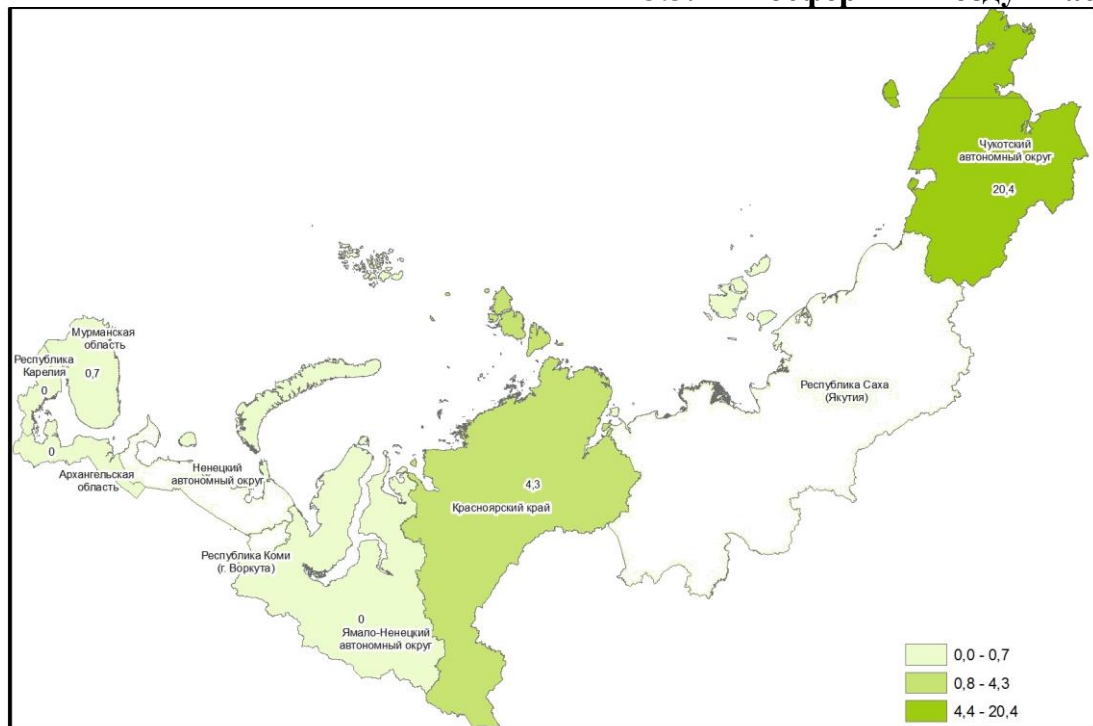 Чукотский
автономный округ
20,4
Мурманская
область
0,7
Республика
Карелия
0
0
Архангельская
область
Ненецкий
автономный округ
Республика Коми
(г. Воркута)
0
Ямало-Ненецкий
автономный округ
4,3
Красноярский край
Республика Саха
(Якутия)
0,0 - 0,7
0,8 - 4,3
4,4 - 20,4